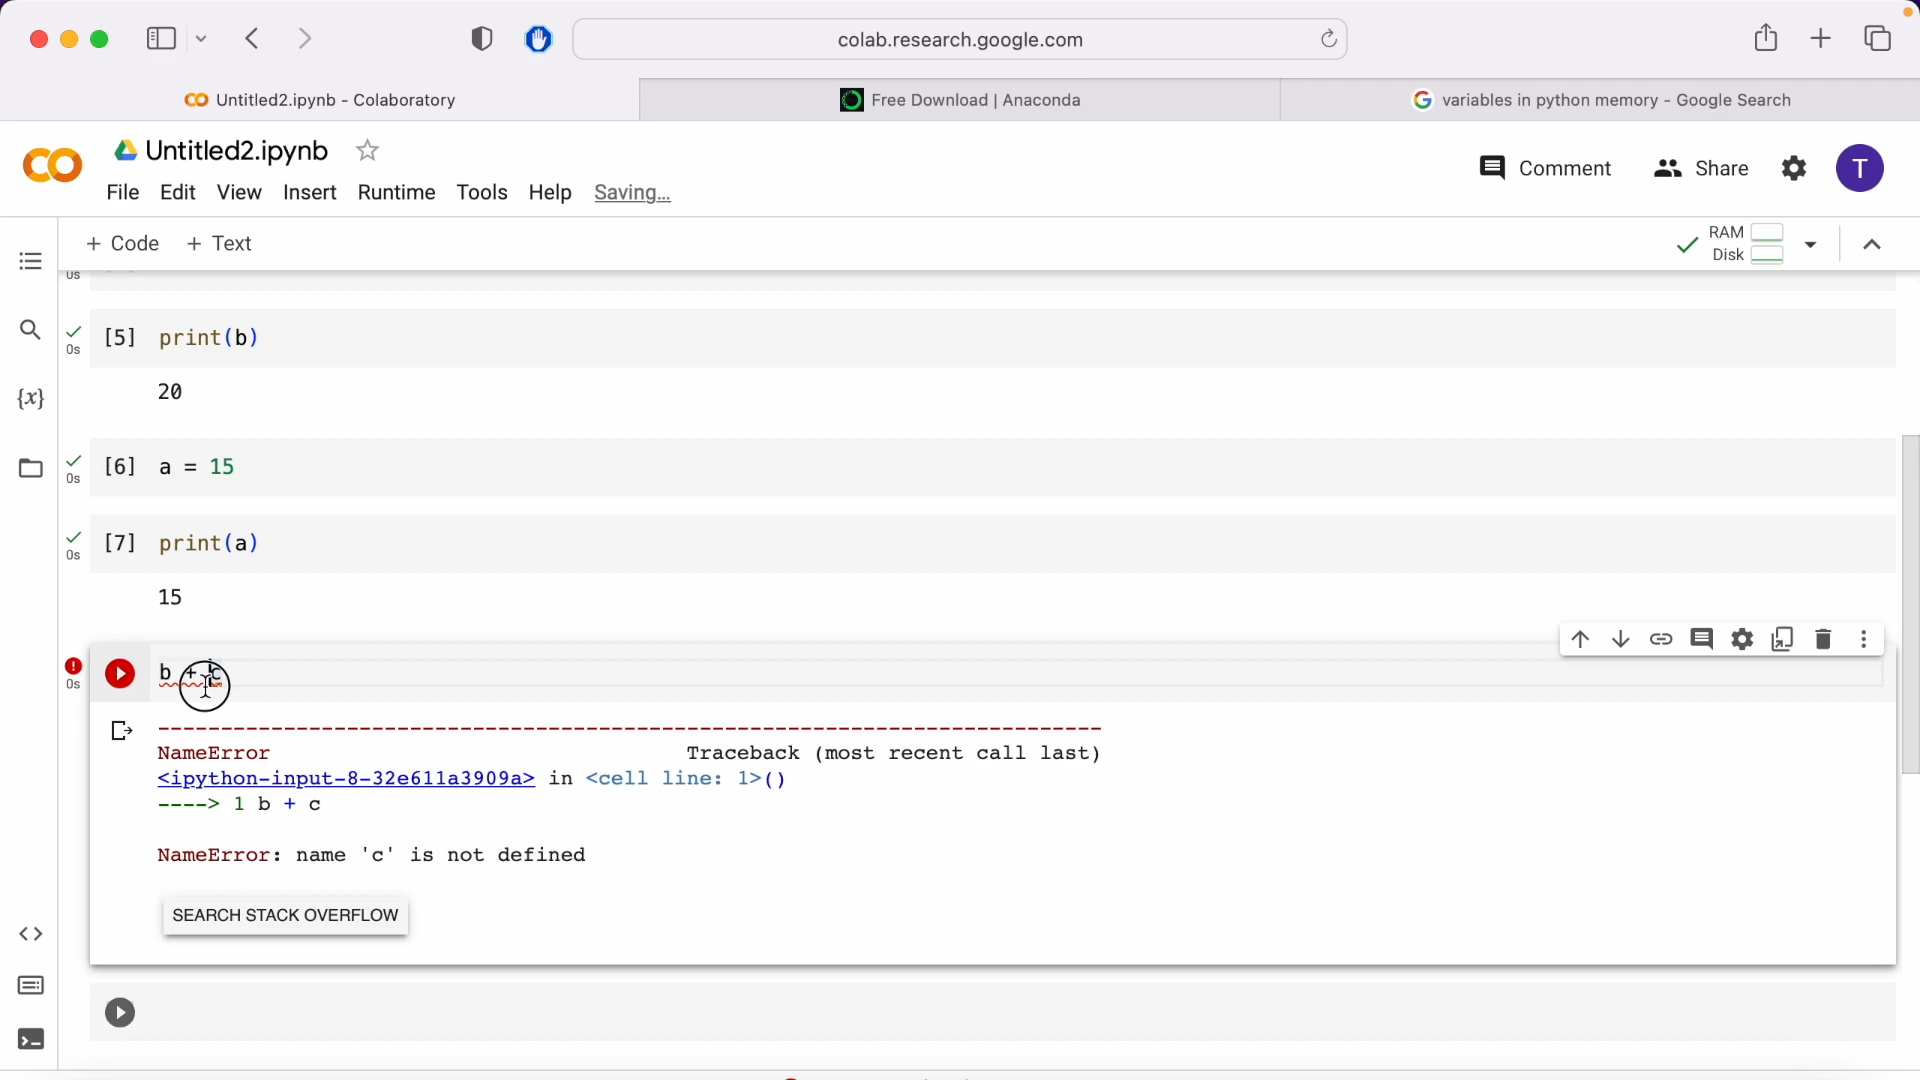 colab.research.google.com
Untitled2.ipynb - Colaboratory
Free Download | Anaconda
variables in python memory - Google Search
Untitled2.ipynb
File Edit View Insert Runtime Tools Help Saving...
Comment
Share
T
+ Code + Text
RAM
Disk
0s
[5] print(b)
0s
20
{x}
[6] a = 15
0s
[7] print(a)
0s
15
b + c
0s
--------------------------------------------------------------------------
NameError Traceback (most recent call last)
<ipython-input-8-32e611a3909a> in <cell line: 1>()
----> 1 b + c
NameError: name 'c' is not defined
SEARCH STACK OVERFLOW